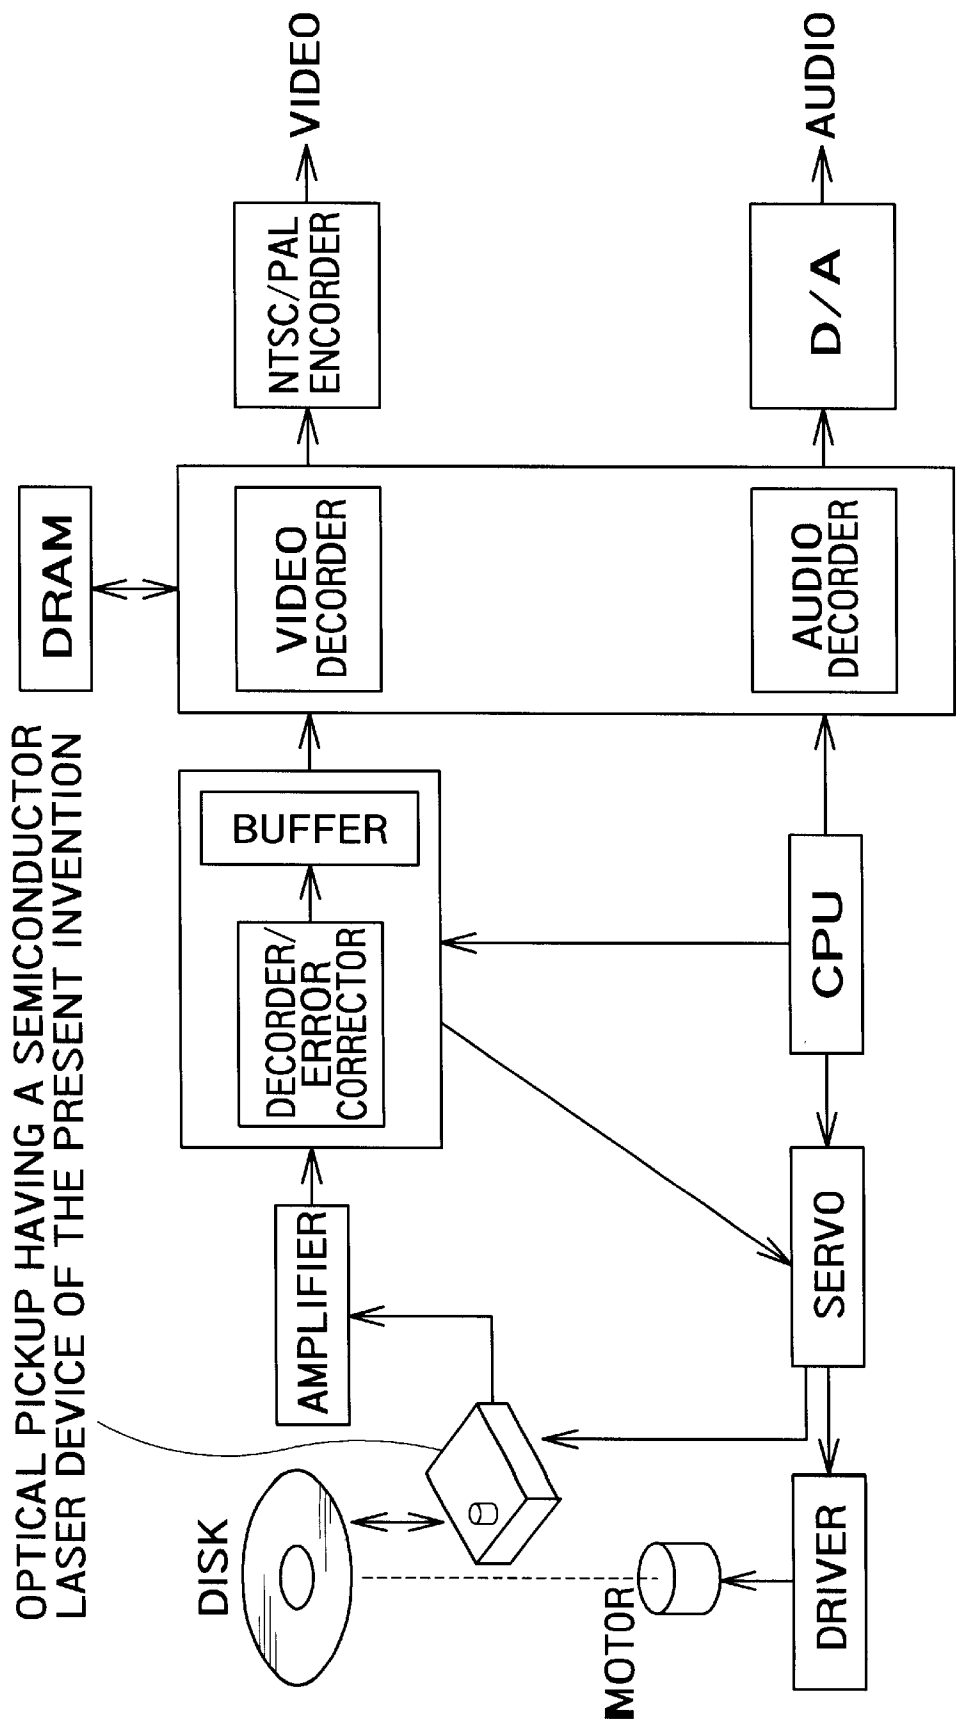 OPTICAL PICKUP HAVING A SEMICONDUCTOR
LASER DEVICE OF THE PRESENT INVENTION
DRAM
DISK
AMPLIFIER
DECORDER/
ERROR
CORRECTOR
BUFFER
VIDEO
DECORDER
NTSC/PAL
ENCORDER
VIDEO
MOTOR
DRIVER
SERVO
CPU
AUDIO
DECORDER
D/A
AUDIO